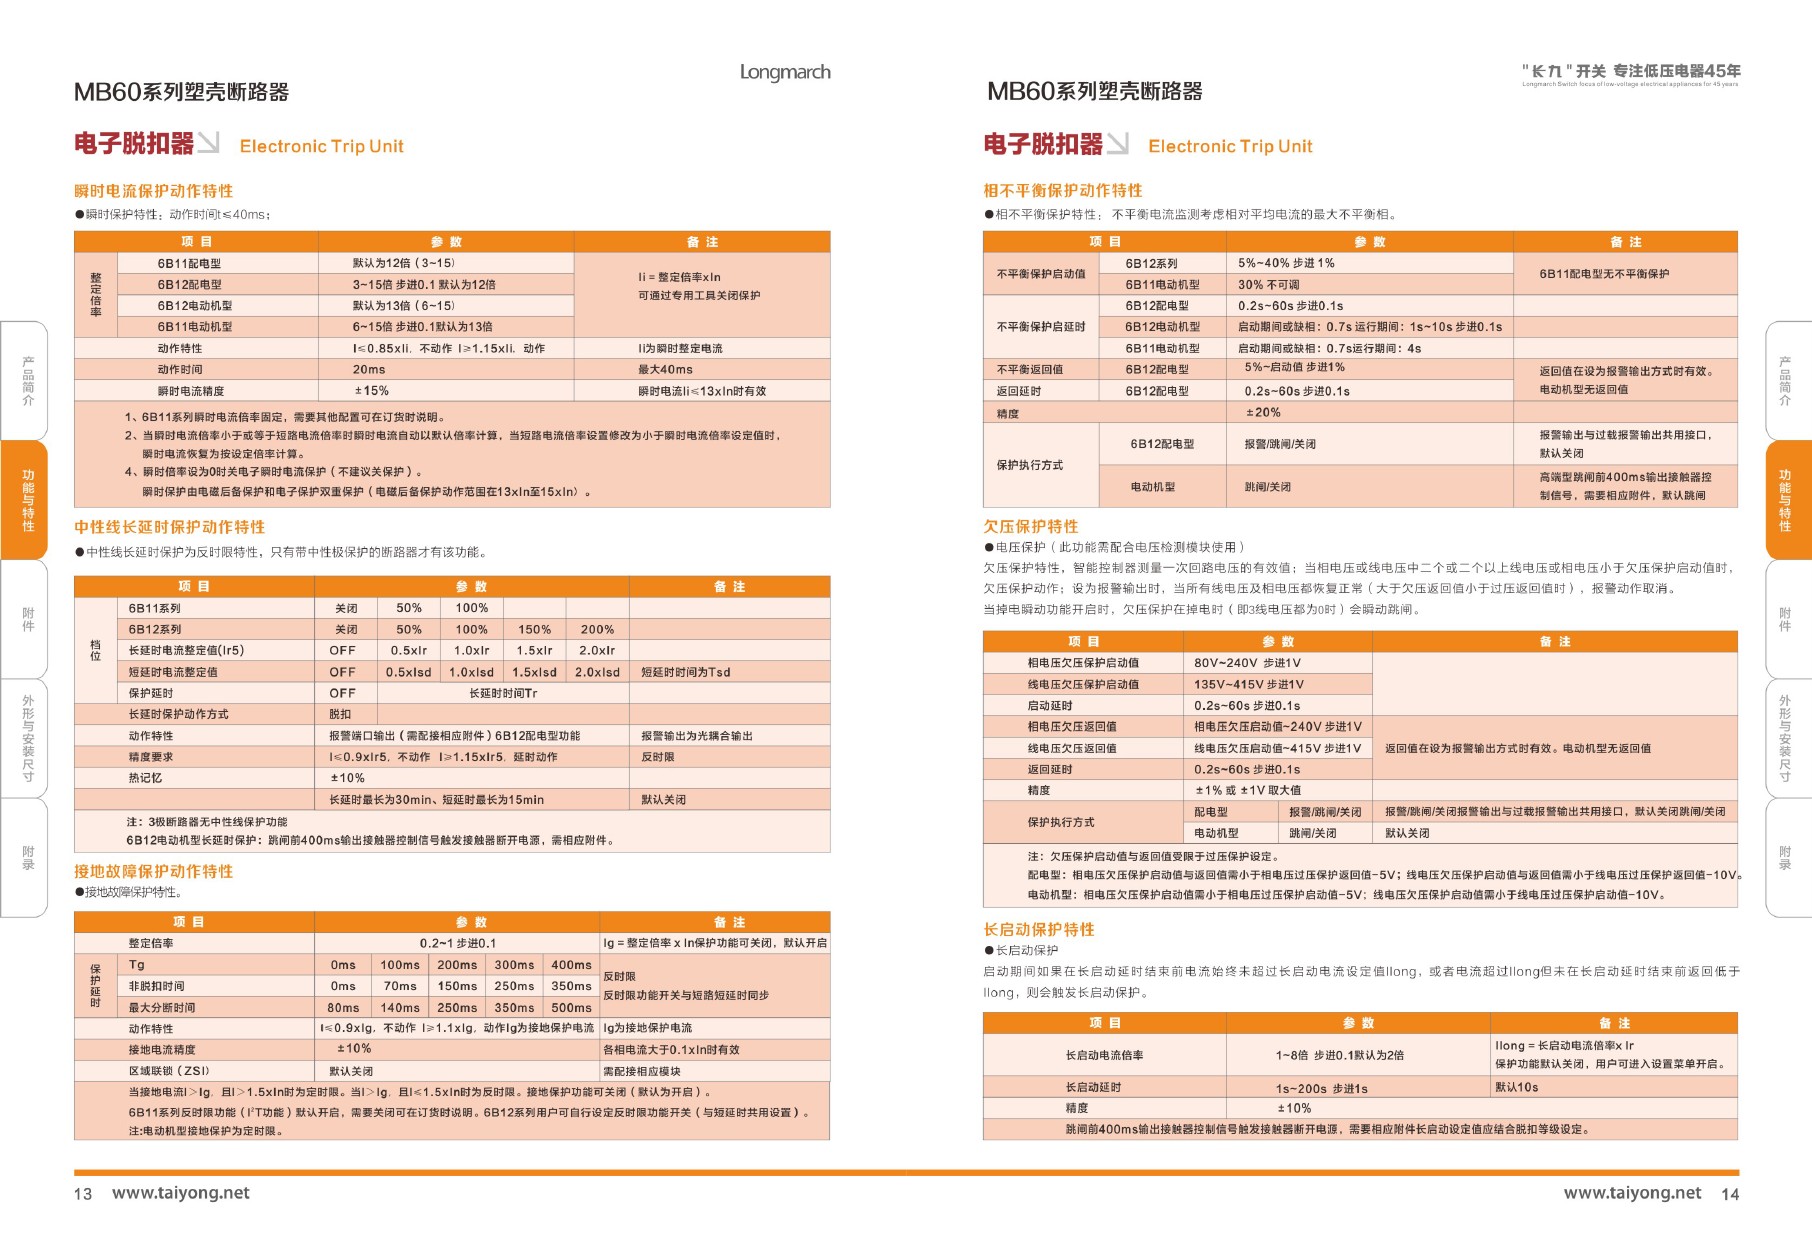 Longmarch
MB60系列塑壳断路器
电子脱扣器 Electronic Trip Unit
瞬时电流保护动作特性
●瞬时保护特性：动作时间t≤40ms；
项 目 参 数 备 注
整定倍率
6B11配电型 默认为12倍（3~15）
6B12配电型 3~15倍 步进0.1 默认为12倍
6B12电动机型 默认为13倍（6~15）
6B11电动机型 6~15倍 步进0.1默认为13倍
Ii = 整定倍率xIn
可通过专用工具关闭保护
动作特性 I≤0.85xIi，不动作 I≥1.15xIi，动作 Ii为瞬时整定电流
动作时间 20ms 最大40ms
瞬时电流精度 ±15% 瞬时电流Ii≤13xIn时有效
1、6B11系列瞬时电流倍率固定，需要其他配置可在订货时说明。
2、当瞬时电流倍率小于或等于短路电流倍率时瞬时电流自动以默认倍率计算，当短路电流倍率设置修改为小于瞬时电流倍率设定值时，
瞬时电流恢复为按设定倍率计算。
4、瞬时倍率设为0时关电子瞬时电流保护（不建议关保护）。
瞬时保护由电磁后备保护和电子保护双重保护（电磁后备保护动作范围在13xIn至15xIn）。
中性线长延时保护动作特性
●中性线长延时保护为反时限特性，只有带中性极保护的断路器才有该功能。
项 目 参 数 备 注
档位
6B11系列 关闭 50% 100%
6B12系列 关闭 50% 100% 150% 200%
长延时电流整定值(Ir5) OFF 0.5xIr 1.0xIr 1.5xIr 2.0xIr
短延时电流整定值 OFF 0.5xIsd 1.0xIsd 1.5xIsd 2.0xIsd 短延时时间为Tsd
保护延时 OFF 长延时时间Tr
长延时保护动作方式 脱扣
动作特性 报警端口输出（需配接相应附件）6B12配电型功能 报警输出为光耦合输出
精度要求 I≤0.9xIr5，不动作 I≥1.15xIr5，延时动作 反时限
热记忆 ±10%
长延时最长为30min、短延时最长为15min 默认关闭
注：3极断路器无中性线保护功能
6B12电动机型长延时保护：跳闸前400ms输出接触器控制信号触发接触器断开电源，需相应附件。
接地故障保护动作特性
●接地故障保护特性。
项 目 参 数 备 注
整定倍率 0.2~1 步进0.1 Ig = 整定倍率 x In保护功能可关闭，默认开启
保护延时
Tg 0ms 100ms 200ms 300ms 400ms
非脱扣时间 0ms 70ms 150ms 250ms 350ms
最大分断时间 80ms 140ms 250ms 350ms 500ms
反时限
反时限功能开关与短路短延时同步
动作特性 I≤0.9xIg，不动作 I≥1.1xIg，动作Ig为接地保护电流 Ig为接地保护电流
接地电流精度 ±10% 各相电流大于0.1xIn时有效
区域联锁（ZSI） 默认关闭 需配接相应模块
当接地电流I＞Ig，且I＞1.5xIn时为定时限。当I＞Ig，且I≤1.5xIn时为反时限。接地保护功能可关闭（默认为开启）。
6B11系列反时限功能（I²T功能）默认开启，需要关闭可在订货时说明。6B12系列用户可自行设定反时限功能开关（与短延时共用设置）。
注:电动机型接地保护为定时限。
13 www.taiyong.net
"长九"开关 专注低压电器45年
Longmarch Switch focus of low-voltage electrical appliances for 45 years
MB60系列塑壳断路器
电子脱扣器 Electronic Trip Unit
相不平衡保护动作特性
●相不平衡保护特性；不平衡电流监测考虑相对平均电流的最大不平衡相。
项 目 参 数 备 注
不平衡保护启动值
6B12系列 5%~40% 步进 1%
6B11电动机型 30% 不可调
6B11配电型无不平衡保护
不平衡保启延时
6B12配电型 0.2s~60s 步进0.1s
6B12电动机型 启动期间或缺相：0.7s 运行期间：1s~10s 步进0.1s
6B11电动机型 启动期间或缺相：0.7s运行期间：4s
不平衡返回值 6B12配电型 5%~启动值 步进1%
返回延时 6B12配电型 0.2s~60s 步进0.1s
返回值在设为报警输出方式时有效。
电动机型无返回值
精度 ±20%
保护执行方式
6B12配电型 报警/跳闸/关闭
报警输出与过载报警输出共用接口，
默认关闭
电动机型 跳闸/关闭
高端型跳闸前400ms输出接触器控
制信号，需要相应附件，默认跳闸
欠压保护特性
●电压保护（此功能需配合电压检测模块使用）
欠压保护特性，智能控制器测量一次回路电压的有效值；当相电压或线电压中二个或二个以上线电压或相电压小于欠压保护启动值时，
欠压保护动作；设为报警输出时，当所有线电压及相电压都恢复正常（大于欠压返回值小于过压返回值时），报警动作取消。
当掉电瞬动功能开启时，欠压保护在掉电时（即3线电压都为0时）会瞬动跳闸。
项 目 参 数 备 注
相电压欠压保护启动值 80V~240V 步进1V
线电压欠压保护启动值 135V~415V 步进1V
启动延时 0.2s~60s 步进0.1s
相电压欠压返回值 相电压欠压启动值~240V 步进1V
线电压欠压返回值 线电压欠压启动值~415V 步进1V
返回延时 0.2s~60s 步进0.1s
返回值在设为报警输出方式时有效。电动机型无返回值
精度 ±1% 或 ±1V 取大值
保护执行方式
配电型 报警/跳闸/关闭 报警/跳闸/关闭报警输出与过载报警输出共用接口，默认关闭跳闸/关闭
电动机型 跳闸/关闭 默认关闭
注：欠压保护启动值与返回值受限于过压保护设定。
配电型：相电压欠压保护启动值与返回值需小于相电压过压保护返回值-5V；线电压欠压保护启动值与返回值需小于线电压过压保护返回值-10V。
电动机型：相电压欠压保护启动值需小于相电压过压保护启动值-5V；线电压欠压保护启动值需小于线电压过压保护启动值-10V。
长启动保护特性
●长启动保护
启动期间如果在长启动延时结束前电流始终未超过长启动电流设定值Ilong，或者电流超过Ilong但未在长启动延时结束前返回低于
Ilong，则会触发长启动保护。
项 目 参 数 备 注
长启动电流倍率 1~8倍 步进0.1默认为2倍
Ilong = 长启动电流倍率x Ir
保护功能默认关闭，用户可进入设置菜单开启。
长启动延时 1s~200s 步进1s 默认10s
精度 ±10%
跳闸前400ms输出接触器控制信号触发接触器断开电源，需要相应附件长启动设定值应结合脱扣等级设定。
www.taiyong.net 14
产品简介
功能与特性
附件
外形与安装尺寸
附录
产品简介
功能与特性
附件
外形与安装尺寸
附录